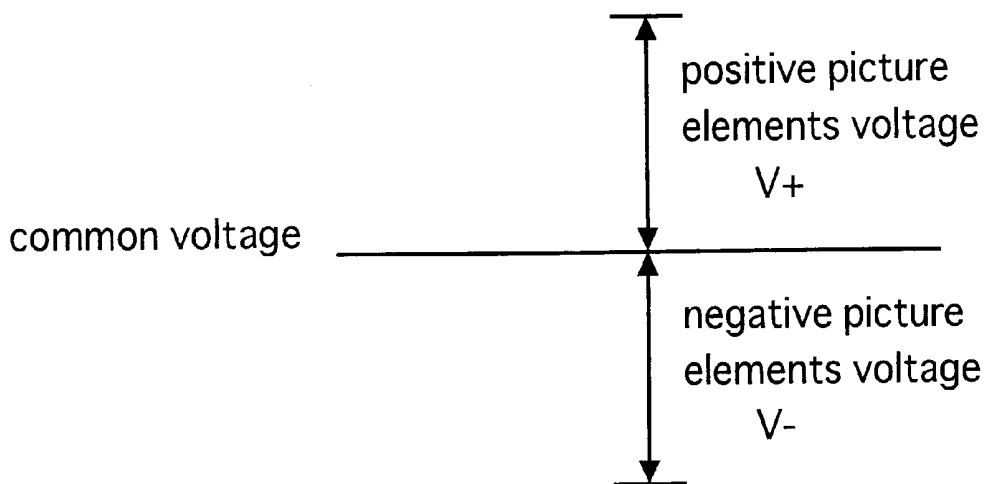 positive picture
elements voltage
V+
common voltage
negative picture
elements voltage
V-